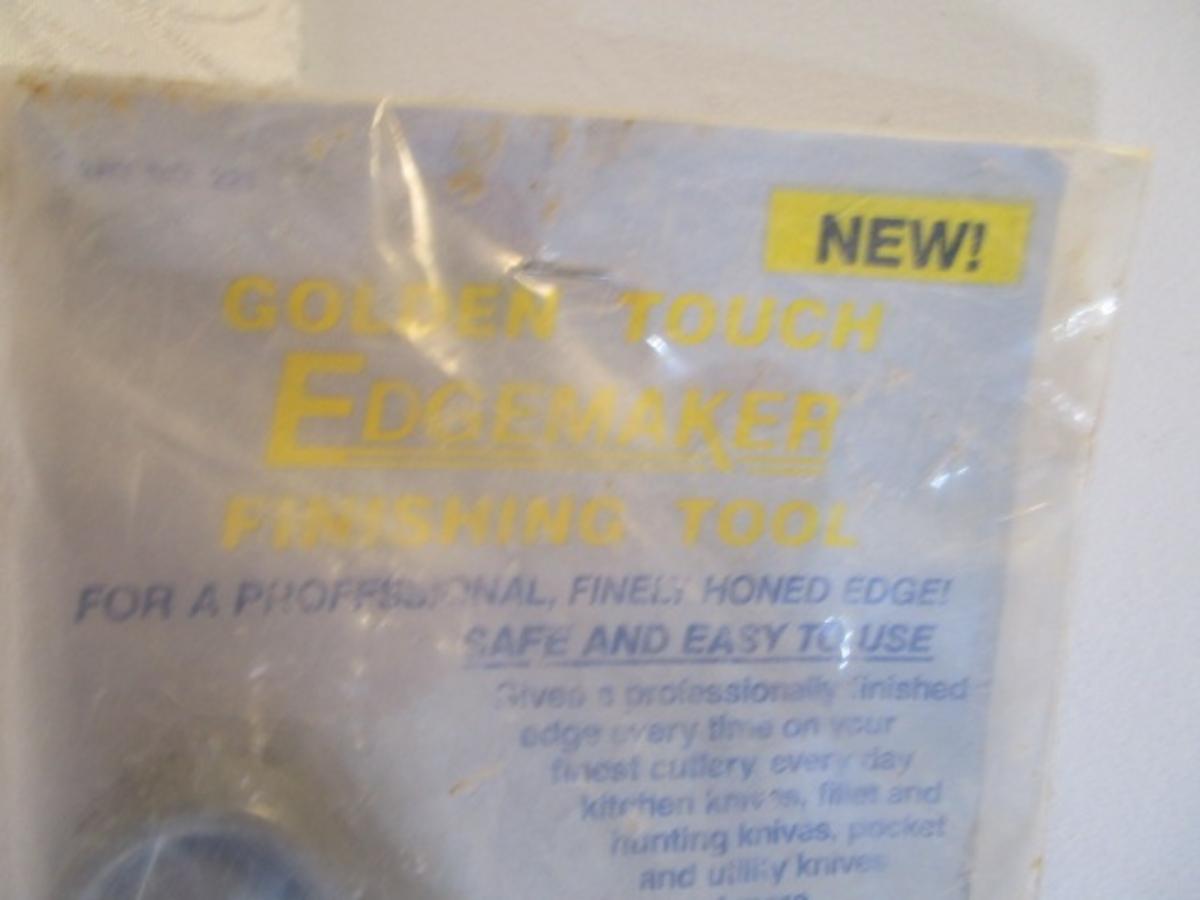 NEW!
GOLDEN TOUCH
EDGEMAKER
FINISHING TOOL
FOR A PROFESSIONAL, FINELY HONED EDGE!
SAFE AND EASY TO USE
Gives a professionally finished
edge every time on your
finest cutlery every day
kitchen knives, fillet and
hunting knives, pocket
and utility knives